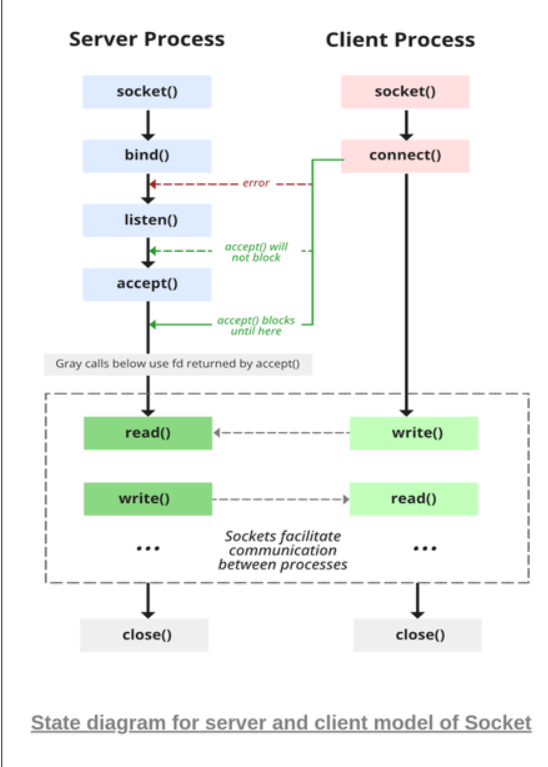 Server Process
Client Process
socket()
socket()
bind()
connect()
error
listen()
accept() will
not block
accept()
accept() blocks
until here
Gray calls below use fd returned by accept()
read()
write()
write()
read()
...
Sockets facilitate
communication
between processes
...
close()
close()
State diagram for server and client model of Socket